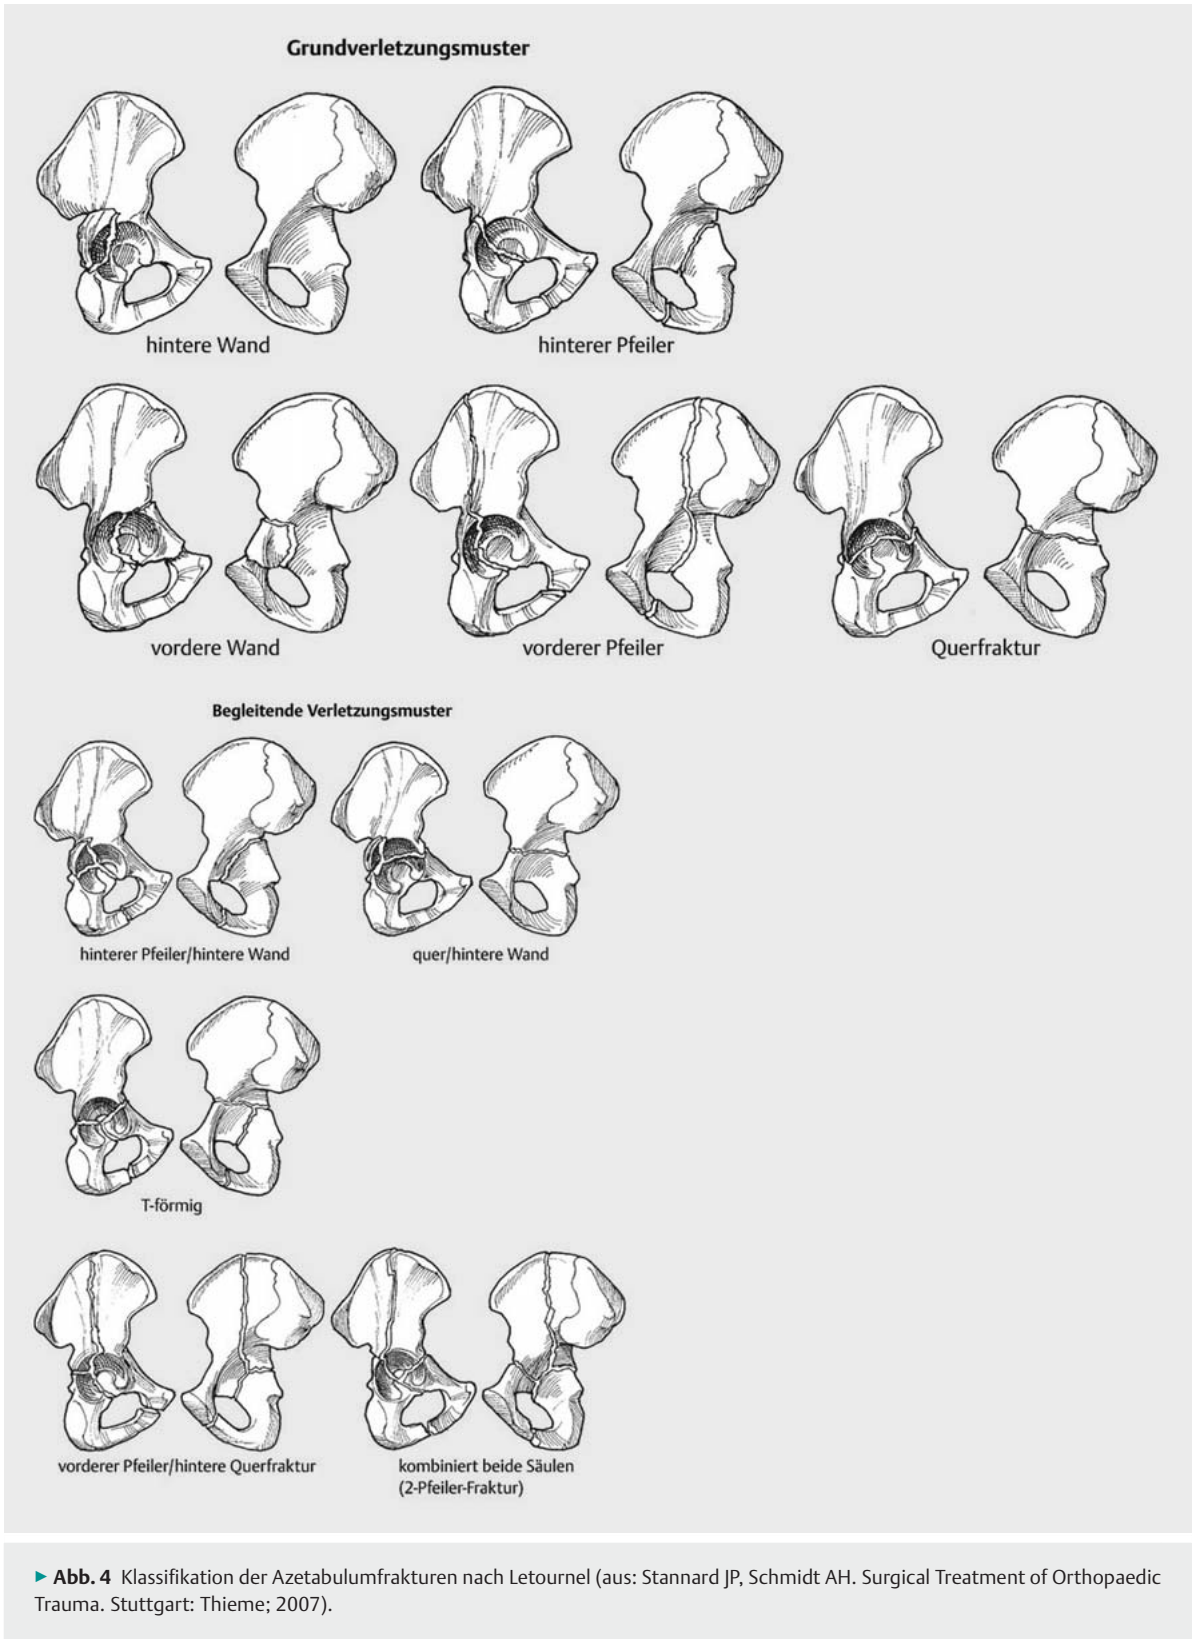 Grundverletzungsmuster
hintere Wand
hinterer Pfeiler
vordere Wand
vorderer Pfeiler
Querfraktur
Begleitende Verletzungsmuster
hinterer Pfeiler/hintere Wand
quer/hintere Wand
T-förmig
vorderer Pfeiler/hintere Querfraktur
kombiniert beide Säulen
(2-Pfeiler-Fraktur)
▶ Abb. 4 Klassifikation der Azetabulumfrakturen nach Letournel (aus: Stannard JP, Schmidt AH. Surgical Treatment of Orthopaedic
Trauma. Stuttgart: Thieme; 2007).